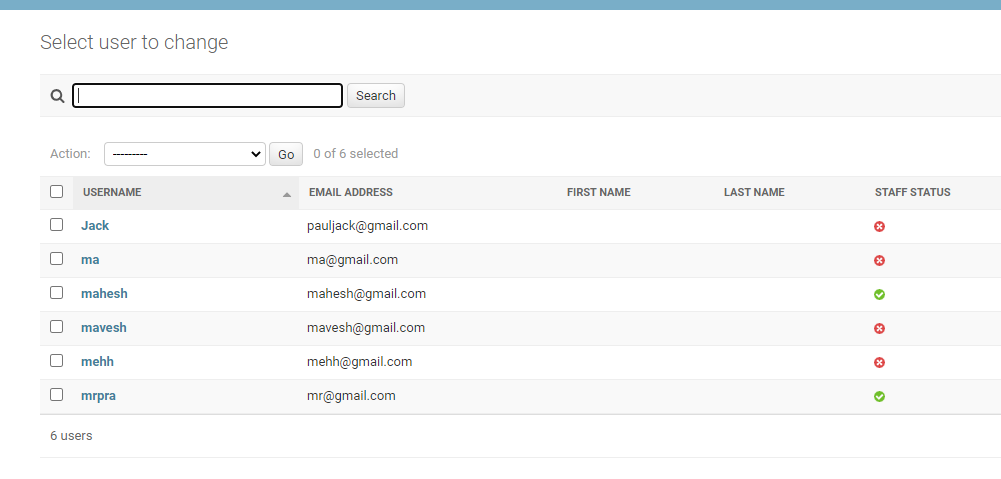 Select user to change
Search
Action: --------- Go 0 of 6 selected
USERNAME EMAIL ADDRESS FIRST NAME LAST NAME STAFF STATUS
Jack pauljack@gmail.com
ma ma@gmail.com
mahesh mahesh@gmail.com
mavesh mavesh@gmail.com
mehh mehh@gmail.com
mrpra mr@gmail.com
6 users